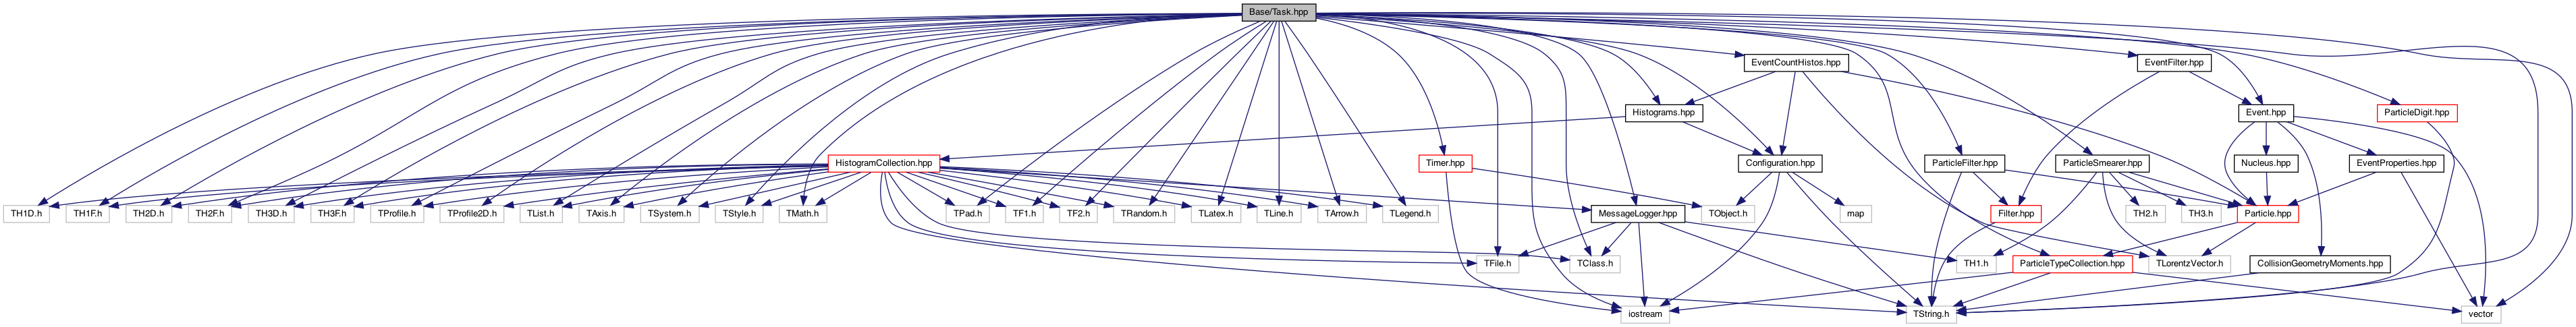 Base/Task.hpp
EventCountHistos.hpp
EventFilter.hpp
Histograms.hpp
Event.hpp
ParticleDigit.hpp
HistogramCollection.hpp
Timer.hpp
Configuration.hpp
ParticleFilter.hpp
ParticleSmearer.hpp
Nucleus.hpp
EventProperties.hpp
TH1D.h
TH1F.h
TH2D.h
TH2F.h
TH3D.h
TH3F.h
TProfile.h
TProfile2D.h
TList.h
TAxis.h
TSystem.h
TStyle.h
TMath.h
TPad.h
TF1.h
TF2.h
TRandom.h
TLatex.h
TLine.h
TArrow.h
TLegend.h
MessageLogger.hpp
TObject.h
map
Filter.hpp
TH2.h
TH3.h
Particle.hpp
TFile.h
TClass.h
TH1.h
ParticleTypeCollection.hpp
TLorentzVector.h
CollisionGeometryMoments.hpp
iostream
TString.h
vector